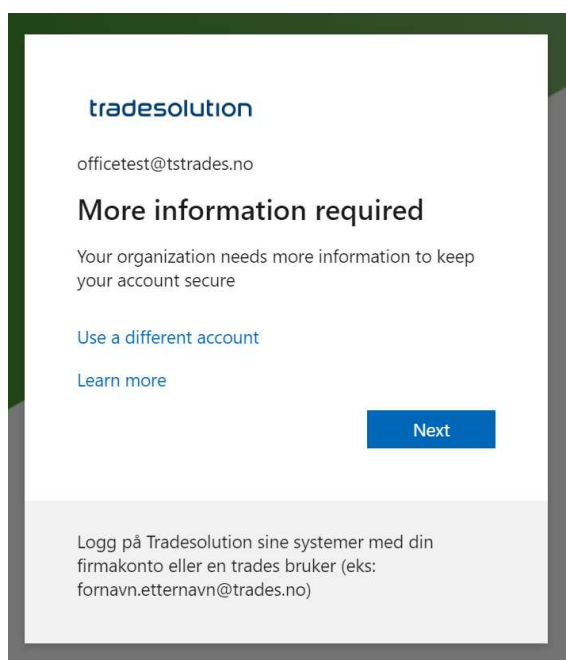 tradesolution
officetest@tstrades.no
More information required
Your organization needs more information to keep
your account secure
Use a different account
Learn more
Next
Logg på Tradesolution sine systemer med din
firmakonto eller en trades bruker (eks:
fornavn.etternavn@trades.no)